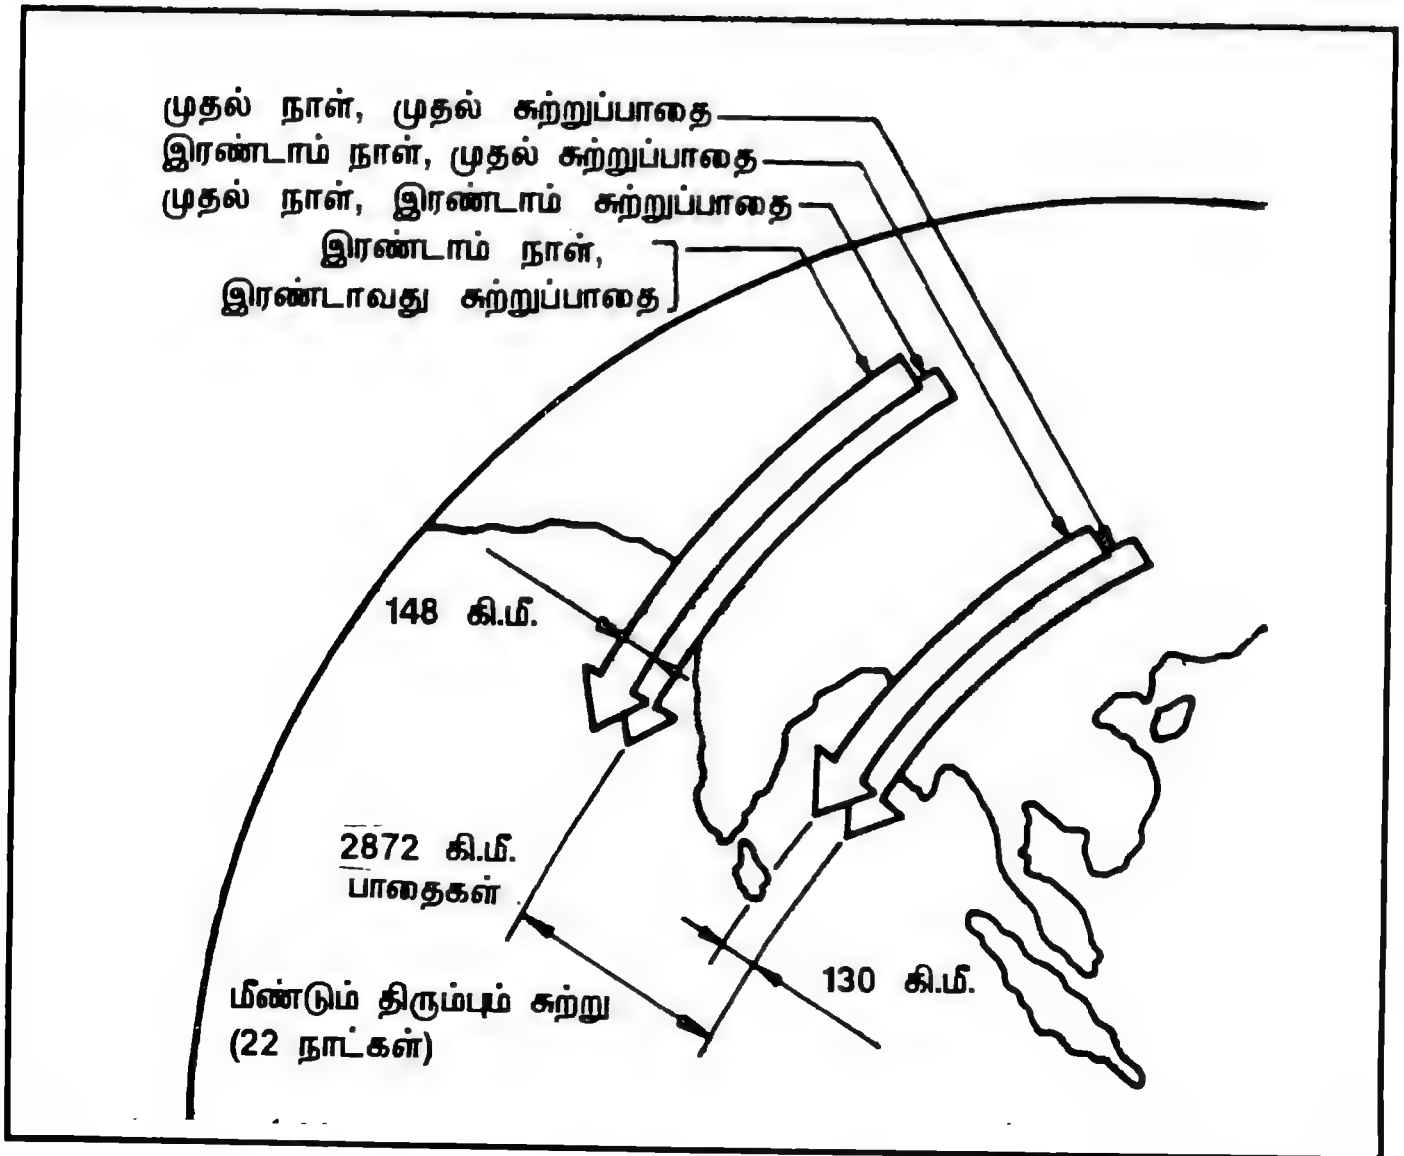 முதல் நாள், முதல் சுற்றுப்பாதை
இரண்டாம் நாள், முதல் சுற்றுப்பாதை
முதல் நாள், இரண்டாம் சுற்றுப்பாதை
இரண்டாம் நாள்,
இரண்டாவது சுற்றுப்பாதை
148 கி.மீ.
2872 கி.மீ.
பாதைகள்
130 கி.மீ.
மீண்டும் திரும்பும் சுற்று
(22 நாட்கள்)